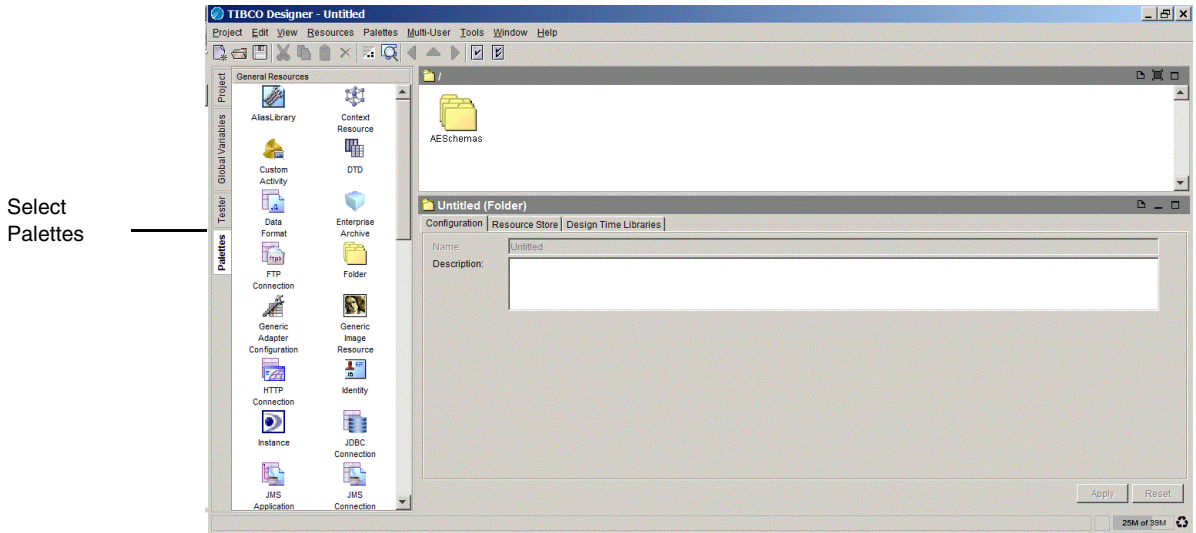 TIBCO Designer - Untitled
Project Edit View Resources Palettes Multi-User Tools Window Help
Project
Global Variables
Tester
Palettes
Select
Palettes
General Resources
AliasLibrary
Context
Resource
Custom
Activity
DTD
Data
Format
Enterprise
Archive
FTP
Connection
Folder
Generic
Adapter
Configuration
Generic
Image
Resource
HTTP
Connection
Identity
Instance
JDBC
Connection
JMS
Application
JMS
Connection
/
AESchemas
Untitled (Folder)
Configuration Resource Store Design Time Libraries
Name: Untitled
Description:
Apply Reset
25M of 39M